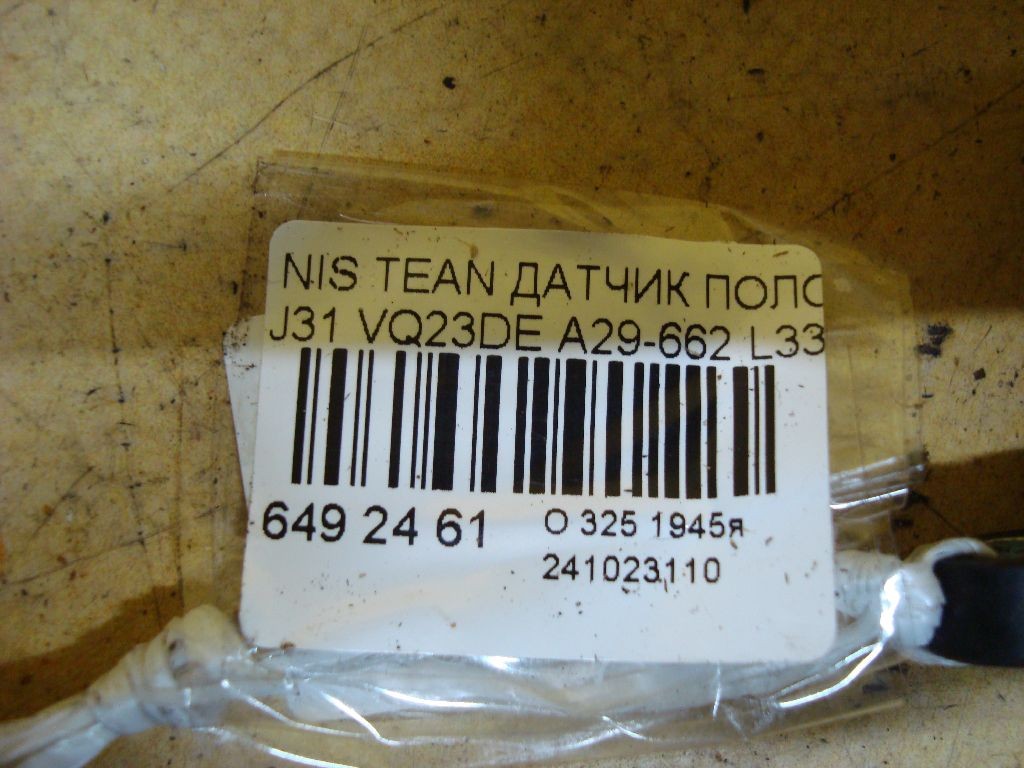 NIS TEAN ДАТЧИК ПОЛО
J31 VQ23DE A29-662 L33
649 24 61
О 325 1945я
241023110